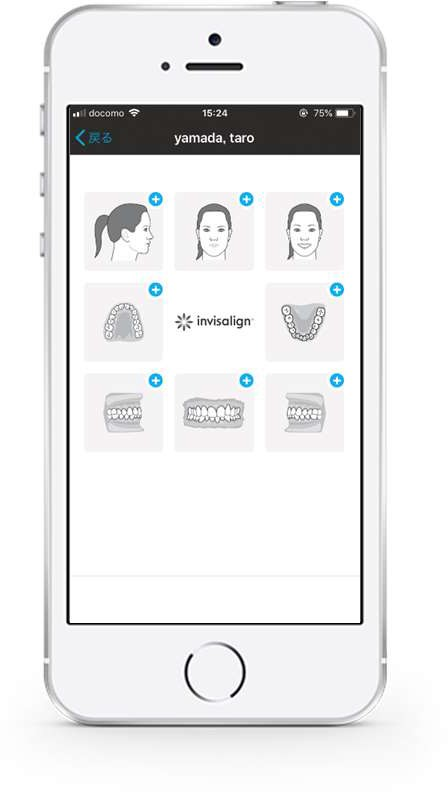 docomo 15:24 75%
戻る yamada, taro
invisalign